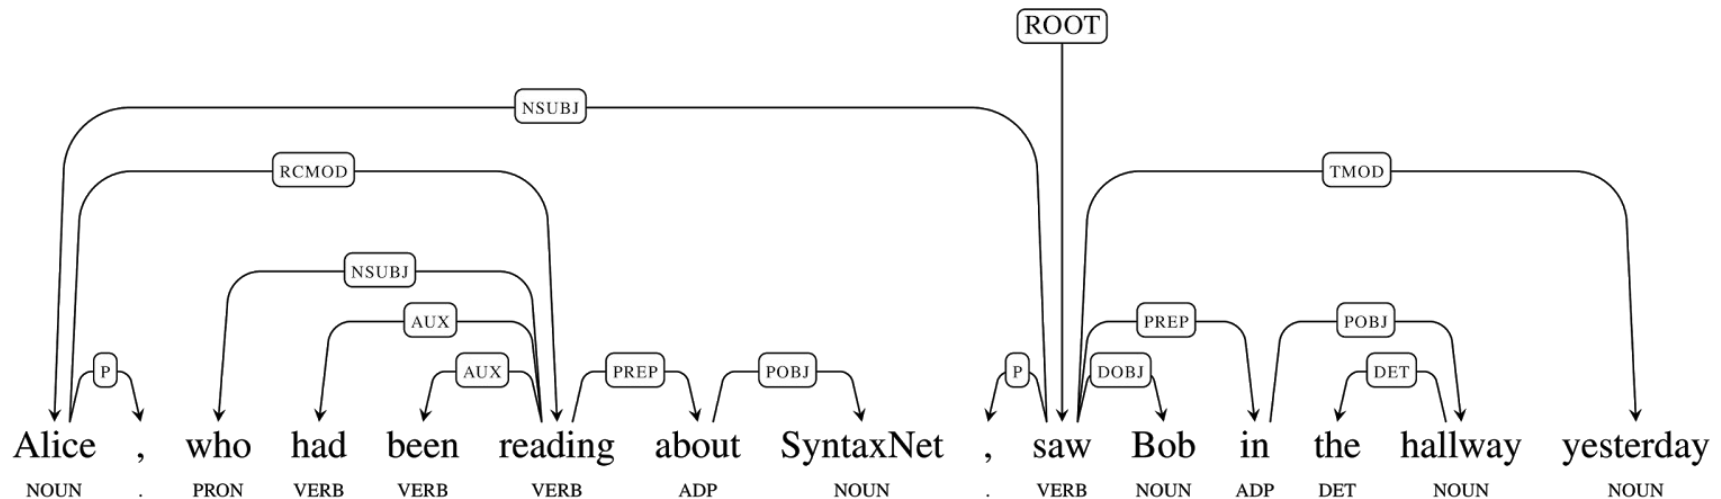 ROOT
NSUBJ
RCMOD TMOD
NSUBJ
AUX PREP POBJ
P AUX PREP POBJ P DOBJ DET
Alice , who had been reading about SyntaxNet , saw Bob in the hallway yesterday
NOUN . PRON VERB VERB VERB ADP NOUN . VERB NOUN ADP DET NOUN NOUN